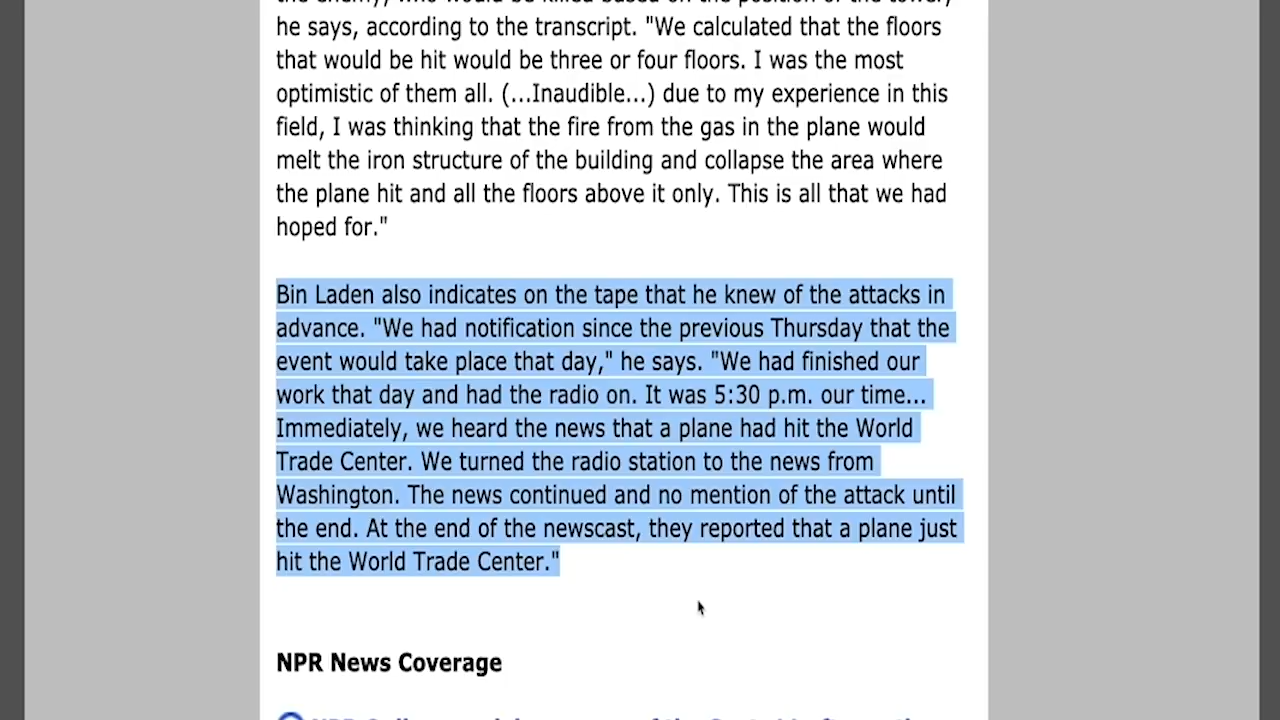 he says, according to the transcript. "We calculated that the floors
that would be hit would be three or four floors. I was the most
optimistic of them all. (...Inaudible...) due to my experience in this
field, I was thinking that the fire from the gas in the plane would
melt the iron structure of the building and collapse the area where
the plane hit and all the floors above it only. This is all that we had
hoped for."
Bin Laden also indicates on the tape that he knew of the attacks in
advance. "We had notification since the previous Thursday that the
event would take place that day," he says. "We had finished our
work that day and had the radio on. It was 5:30 p.m. our time...
Immediately, we heard the news that a plane had hit the World
Trade Center. We turned the radio station to the news from
Washington. The news continued and no mention of the attack until
the end. At the end of the newscast, they reported that a plane just
hit the World Trade Center."
NPR News Coverage